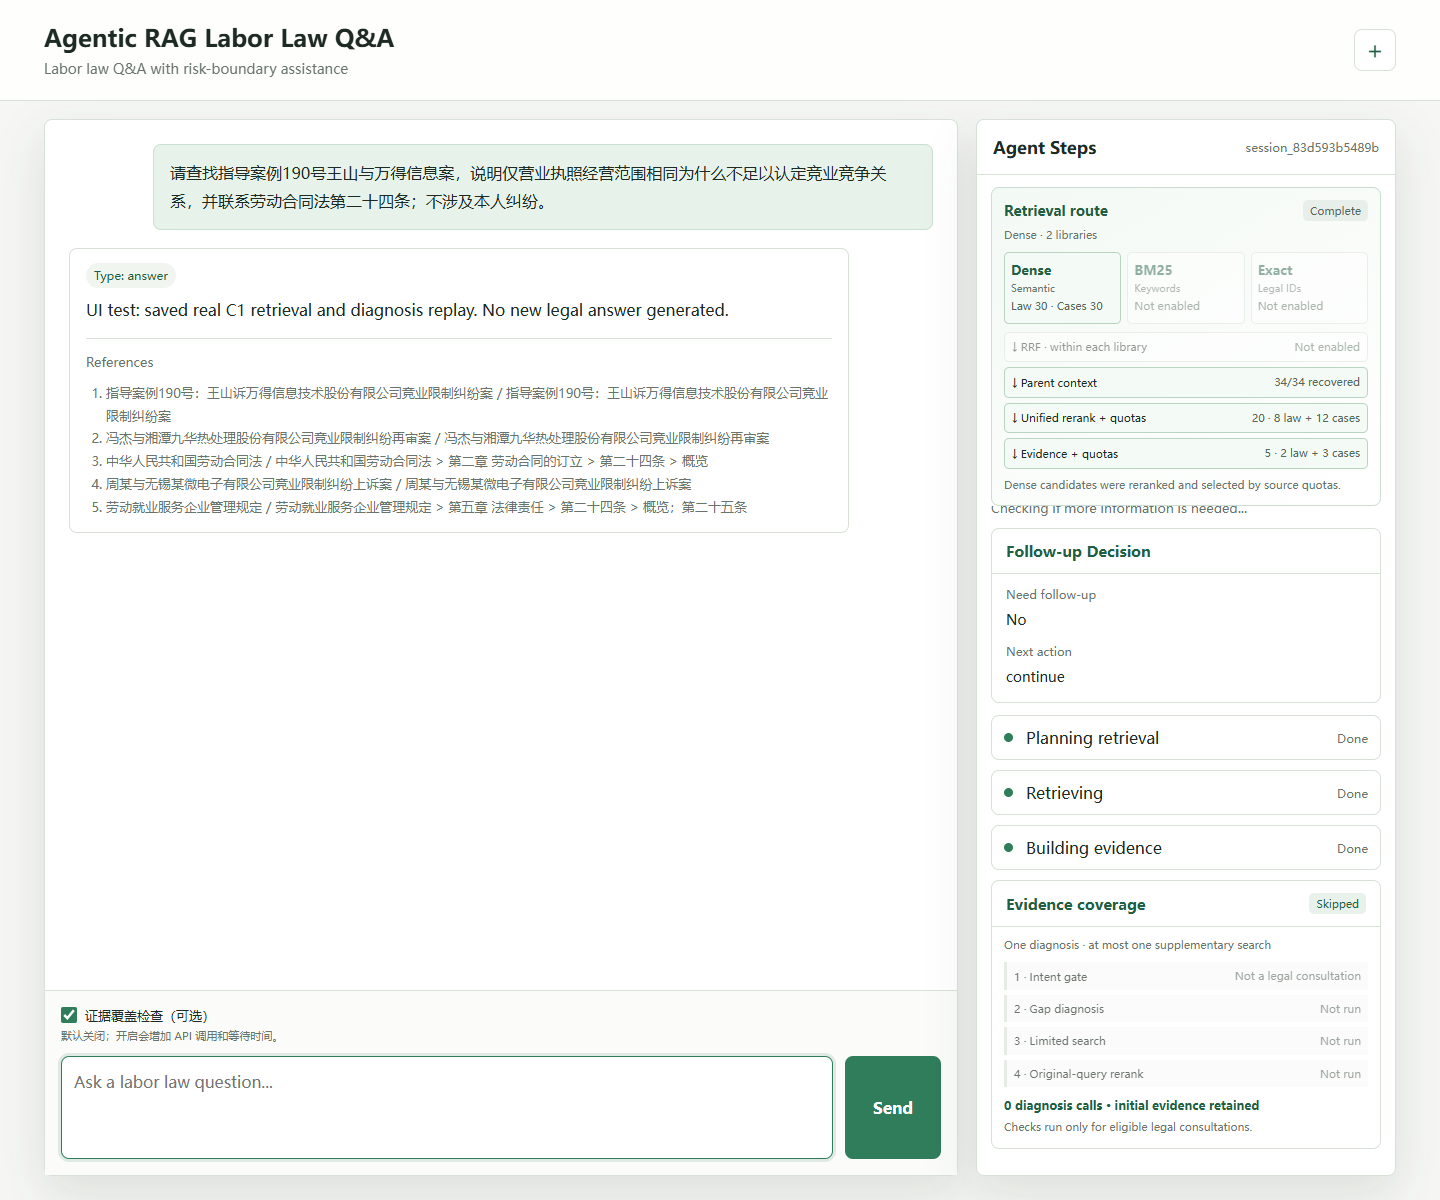 Agentic RAG Labor Law Q&A
Labor law Q&A with risk-boundary assistance
+
请查找指导案例190号王山与万得信息案，说明仅营业执照经营范围相同为什么不足以认定竞业竞争关
系，并联系劳动合同法第二十四条；不涉及本人纠纷。
Type: answer
UI test: saved real C1 retrieval and diagnosis replay. No new legal answer generated.
References
1. 指导案例190号：王山诉万得信息技术股份有限公司竞业限制纠纷案 / 指导案例190号：王山诉万得信息技术股份有限公司竞业
限制纠纷案
2. 冯杰与湘潭九华热处理股份有限公司竞业限制纠纷再审案 / 冯杰与湘潭九华热处理股份有限公司竞业限制纠纷再审案
3. 中华人民共和国劳动合同法 / 中华人民共和国劳动合同法 > 第二章 劳动合同的订立 > 第二十四条 > 概览
4. 周某与无锡某微电子有限公司竞业限制纠纷上诉案 / 周某与无锡某微电子有限公司竞业限制纠纷上诉案
5. 劳动就业服务企业管理规定 / 劳动就业服务企业管理规定 > 第五章 法律责任 > 第二十四条 > 概览；第二十五条
证据覆盖检查（可选）
默认关闭；开启会增加 API 调用和等待时间。
Ask a labor law question...
Send
Agent Steps
session_83d593b5489b
Retrieval route
Complete
Dense · 2 libraries
Dense
Semantic
Law 30 · Cases 30
BM25
Keywords
Not enabled
Exact
Legal IDs
Not enabled
↓ RRF · within each library Not enabled
↓ Parent context 34/34 recovered
↓ Unified rerank + quotas 20 · 8 law + 12 cases
↓ Evidence + quotas 5 · 2 law + 3 cases
Dense candidates were reranked and selected by source quotas.
Checking if more information is needed...
Follow-up Decision
Need follow-up
No
Next action
continue
Planning retrieval Done
Retrieving Done
Building evidence Done
Evidence coverage Skipped
One diagnosis · at most one supplementary search
1 · Intent gate Not a legal consultation
2 · Gap diagnosis Not run
3 · Limited search Not run
4 · Original-query rerank Not run
0 diagnosis calls • initial evidence retained
Checks run only for eligible legal consultations.